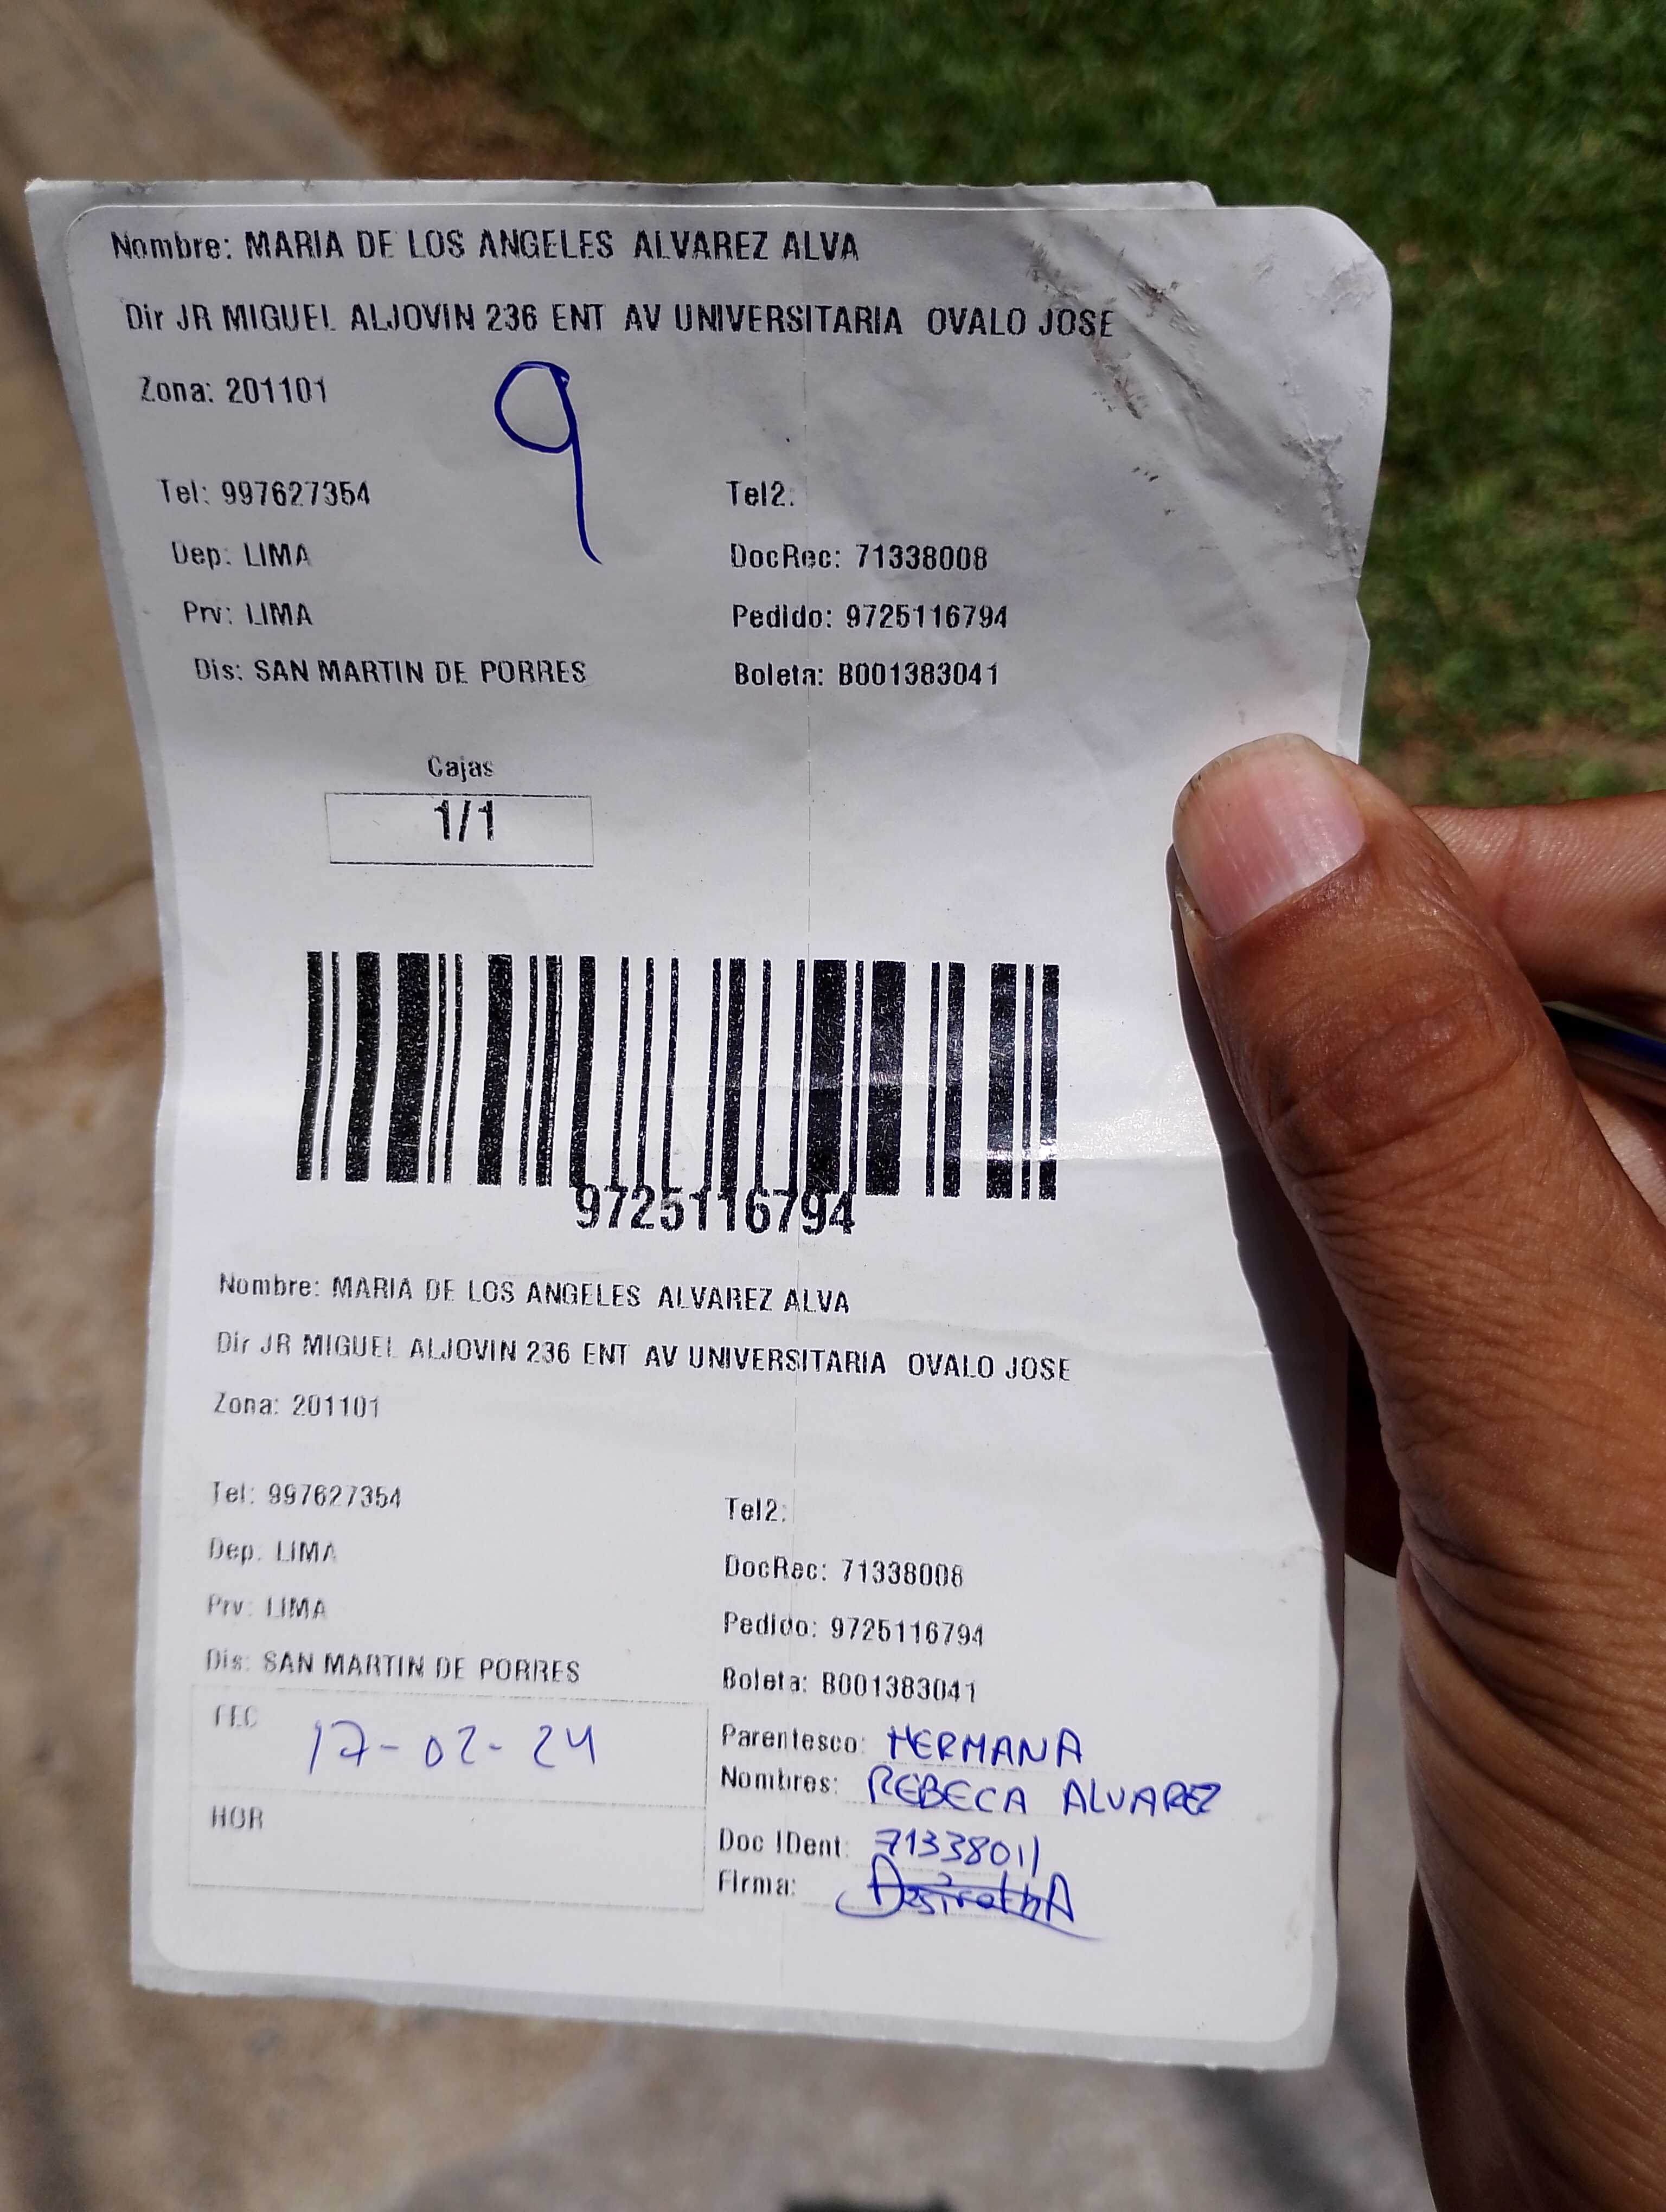 Nombre: MARIA DE LOS ANGELES ALVAREZ ALVA
Dir JR MIGUEL ALJOVIN 236 ENT AV UNIVERSITARIA OVALO JOSE
Zona: 201101
9
Tel: 997627354 Tel2:
Dep: LIMA DocRec: 71338008
Prv: LIMA Pedido: 9725116794
Dis: SAN MARTIN DE PORRES Boleta: B001383041
Cajas
1/1
9725116794
Nombre: MARIA DE LOS ANGELES ALVAREZ ALVA
Dir JR MIGUEL ALJOVIN 236 ENT AV UNIVERSITARIA OVALO JOSE
Zona: 201101
Tel: 997627354 Tel2:
Dep. LIMA DocRec: 71338008
Prv: LIMA Pedido: 9725116794
Dis: SAN MARTIN DE PORRES Boleta: B001383041
FEC 17-02-24
Parentesco: HERMANA
Nombres: REBECA ALVAREZ
HOR
Doc IDent: 71338011
Firma: